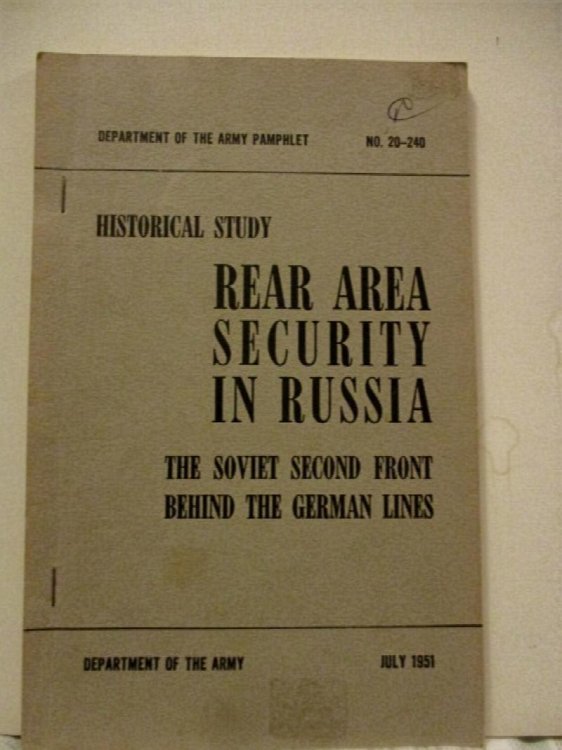 DEPARTMENT OF THE ARMY PAMPHLET NO. 20-240
HISTORICAL STUDY
REAR AREA
SECURITY
IN RUSSIA
THE SOVIET SECOND FRONT
BEHIND THE GERMAN LINES
DEPARTMENT OF THE ARMY JULY 1951